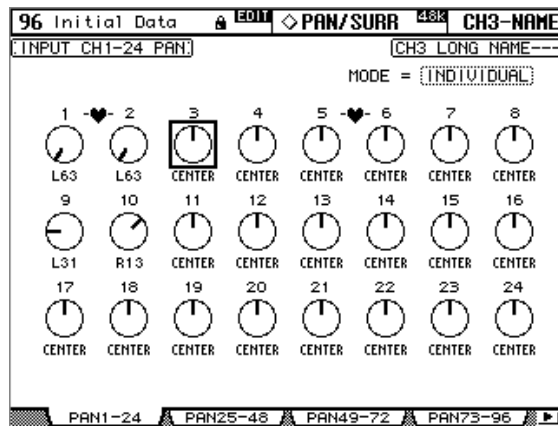 96 Initial Data EDIT PAN/SURR 48k CH3-NAME
INPUT CH1-24 PAN CH3 LONG NAME---
MODE = INDIVIDUAL
1 2 3 4 5 6 7 8
L63 L63 CENTER CENTER CENTER CENTER CENTER CENTER
9 10 11 12 13 14 15 16
L31 R13 CENTER CENTER CENTER CENTER CENTER CENTER
17 18 19 20 21 22 23 24
CENTER CENTER CENTER CENTER CENTER CENTER CENTER CENTER
PAN1-24 PAN25-48 PAN49-72 PAN73-96